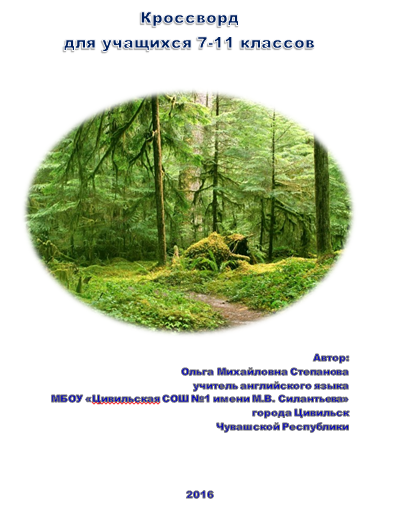 Кроссворд
для учащихся 7-11 классов
Автор:
Ольга Михайловна Степанова
учитель английского языка
МБОУ «Цивильская СОШ №1 имени М.В. Силантьева»
города Цивильск
Чувашской Республики
2016